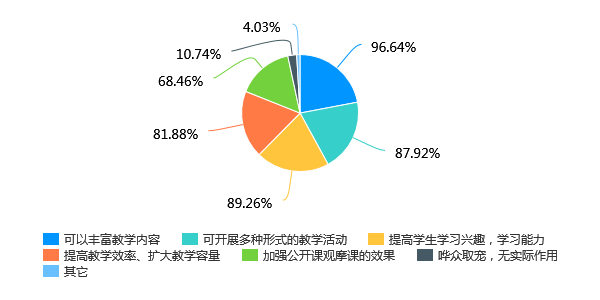 4.03%
96.64%
10.74%
68.46%
81.88%
87.92%
89.26%
可以丰富教学内容 可开展多种形式的教学活动 提高学生学习兴趣，学习能力
提高教学效率、扩大教学容量 加强公开课观摩课的效果 哗众取宠，无实际作用
其它